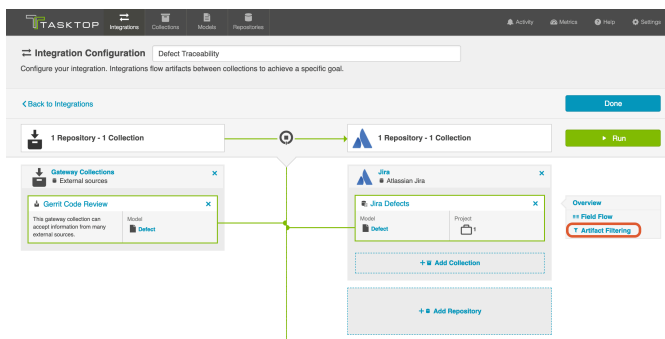 TASKTOP
Integrations
Collections
Models
Repositories
Activity
Metrics
Help
Settings
Integration Configuration
Defect Traceability
Configure your integration. Integrations flow artifacts between collections to achieve a specific goal.
Back to Integrations
Done
1 Repository - 1 Collection
1 Repository - 1 Collection
Run
Gateway Collections
External sources
Gerrit Code Review
This gateway collection can
accept information from many
external sources.
Model
Defect
Jira
Atlassian Jira
Jira Defects
Model
Defect
Project
1
+ Add Collection
+ Add Repository
Overview
Field Flow
Artifact Filtering